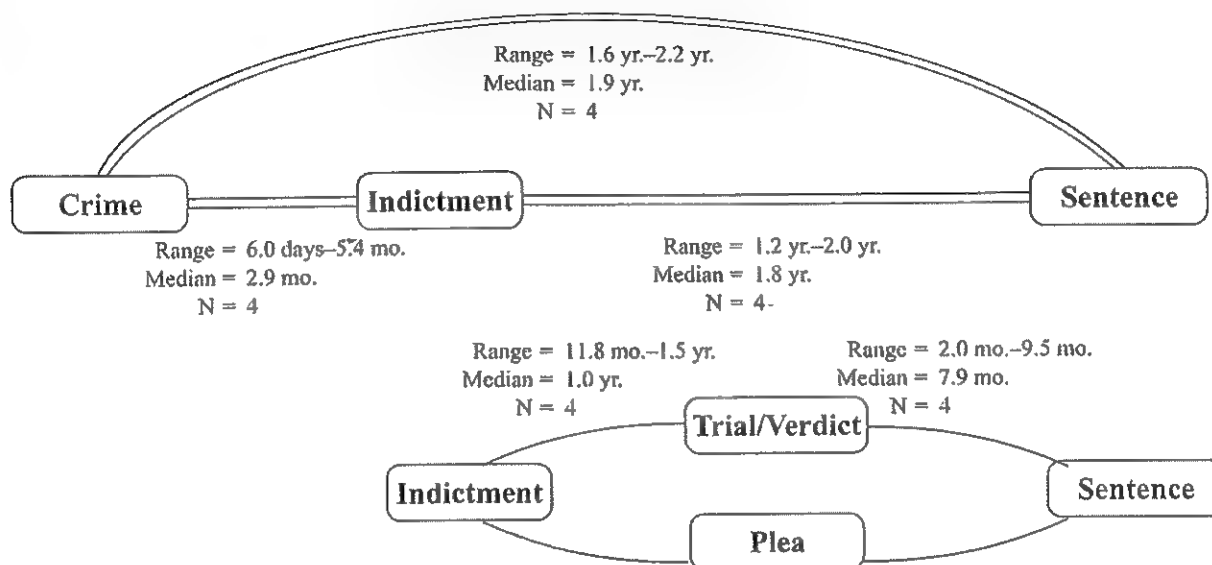 Range = 1.6 yr.–2.2 yr.
Median = 1.9 yr.
N = 4
Crime
Indictment
Sentence
Range = 6.0 days–5.4 mo.
Median = 2.9 mo.
N = 4
Range = 1.2 yr.–2.0 yr.
Median = 1.8 yr.
N = 4
Range = 11.8 mo.–1.5 yr.
Median = 1.0 yr.
N = 4
Range = 2.0 mo.–9.5 mo.
Median = 7.9 mo.
N = 4
Trial/Verdict
Indictment
Sentence
Plea